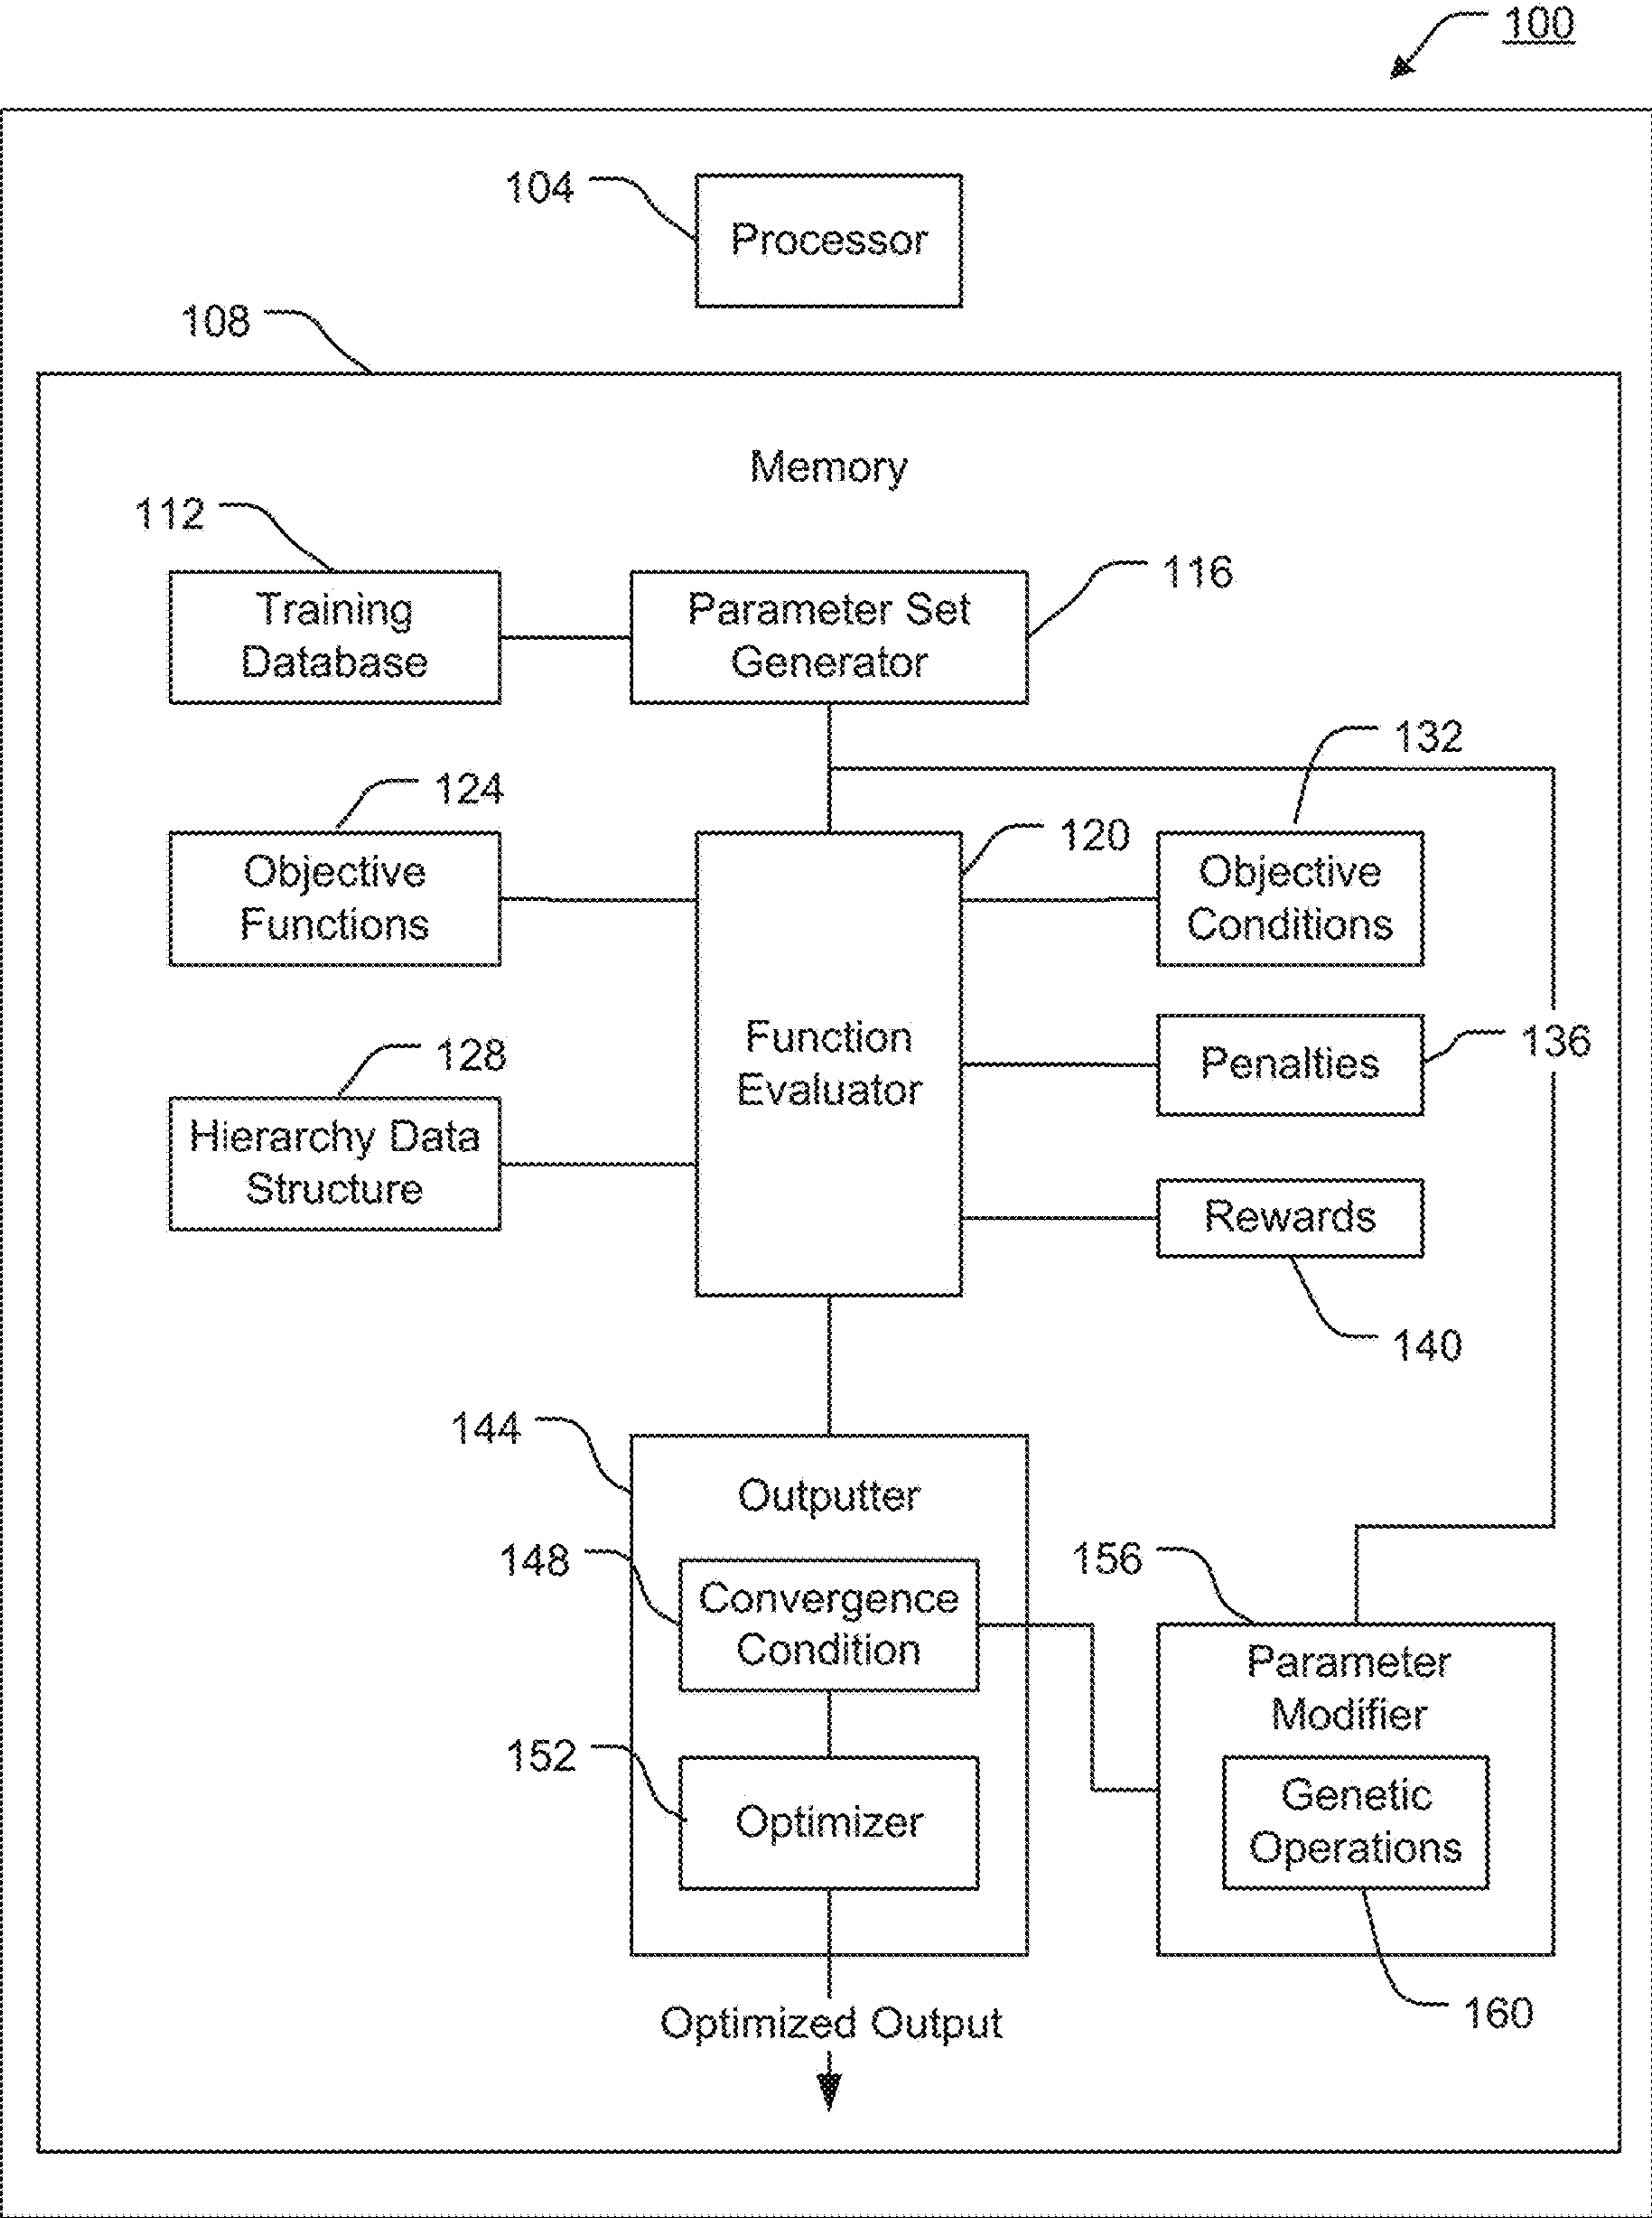 100
104
Processor
108
Memory
112
Training
Database
Parameter Set
Generator
116
132
124
Objective
Functions
120
Objective
Conditions
Function
Evaluator
Penalties
136
128
Hierarchy Data
Structure
Rewards
140
144
Outputter
148
Convergence
Condition
156
Parameter
Modifier
152
Optimizer
Genetic
Operations
160
Optimized Output